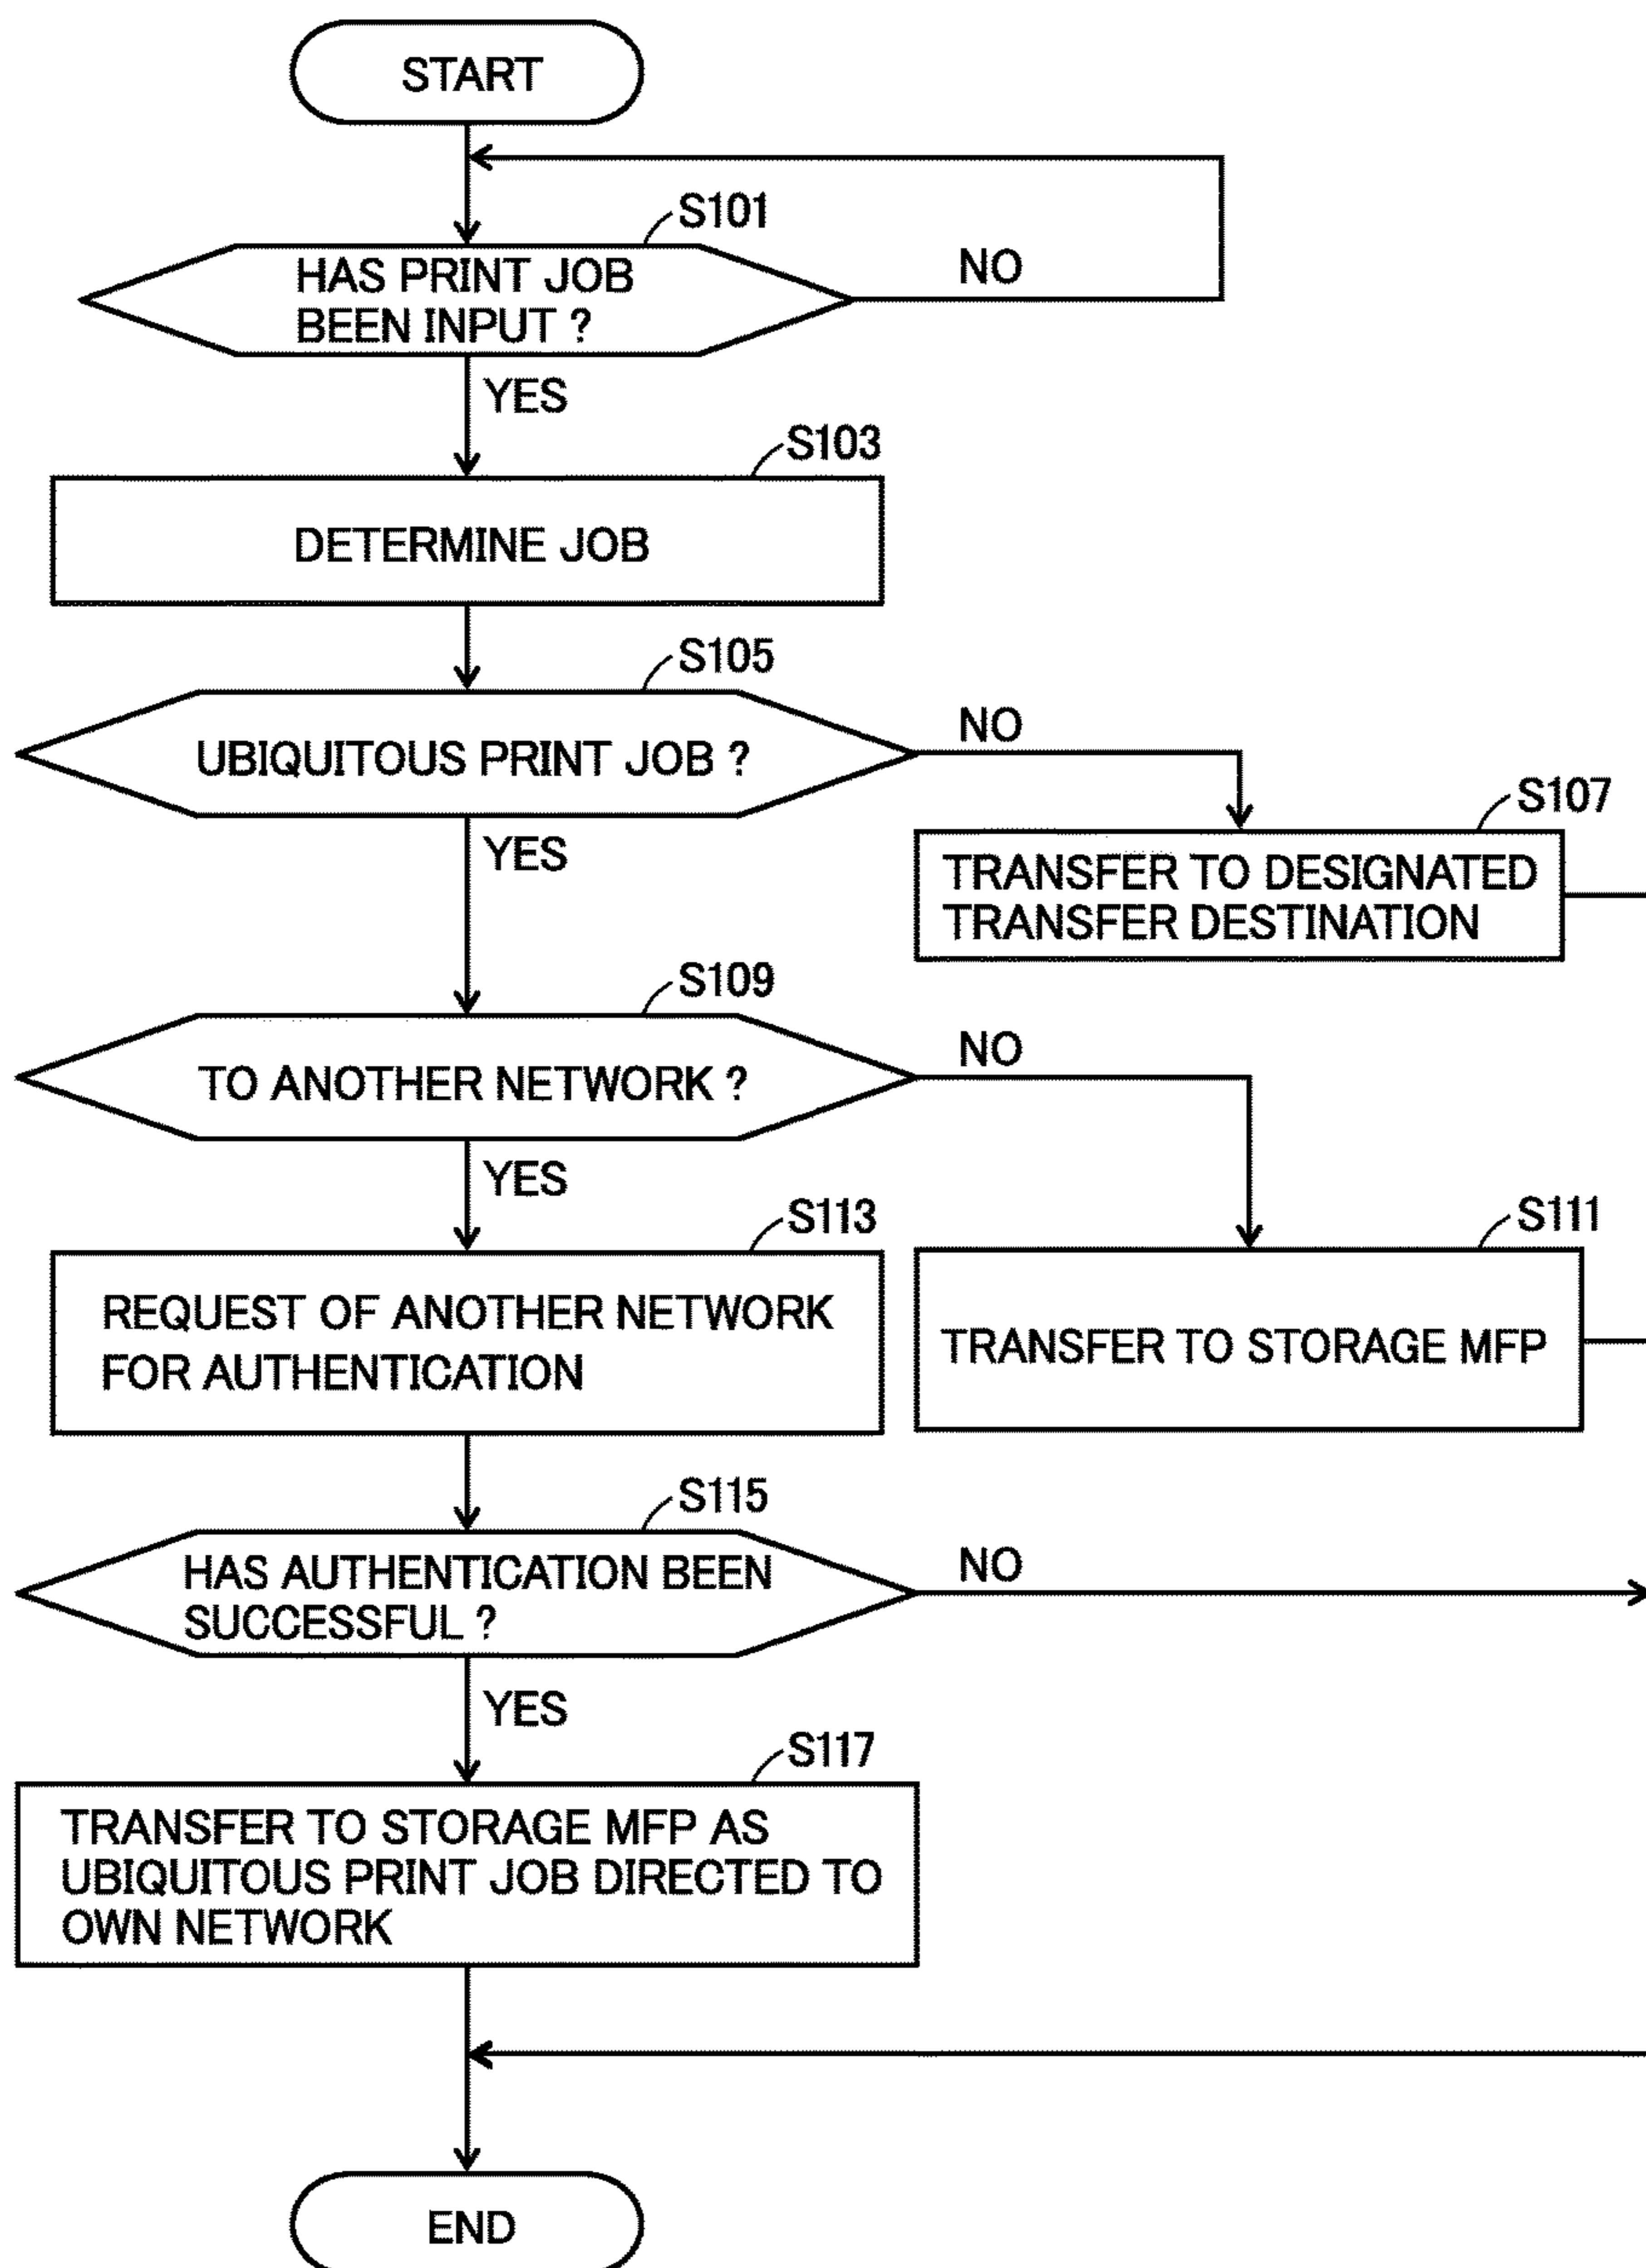 START
S101
HAS PRINT JOB
BEEN INPUT ?
NO
YES
S103
DETERMINE JOB
S105
UBIQUITOUS PRINT JOB ?
NO
YES
S107
TRANSFER TO DESIGNATED
TRANSFER DESTINATION
S109
TO ANOTHER NETWORK ?
NO
YES
S113
REQUEST OF ANOTHER NETWORK
FOR AUTHENTICATION
S111
TRANSFER TO STORAGE MFP
S115
HAS AUTHENTICATION BEEN
SUCCESSFUL ?
NO
YES
S117
TRANSFER TO STORAGE MFP AS
UBIQUITOUS PRINT JOB DIRECTED TO
OWN NETWORK
END